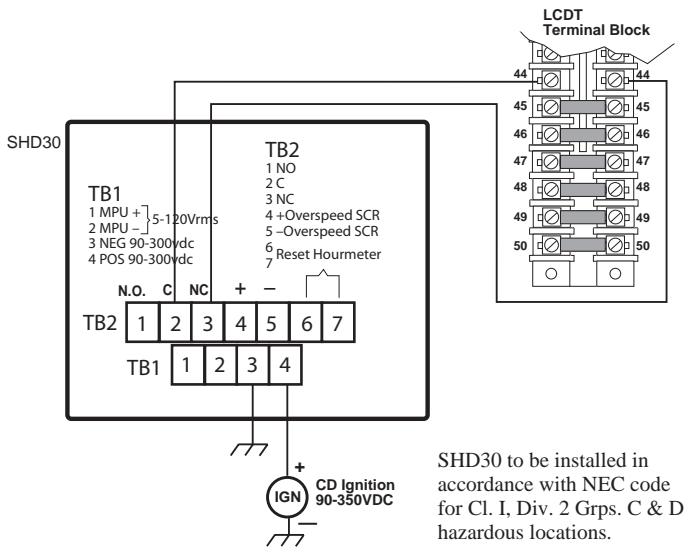 LCDT
Terminal Block
44 44
45 45
46 46
47 47
48 48
49 49
50 50
SHD30
TB1
1 MPU +
2 MPU –
5-120Vrms
3 NEG 90-300vdc
4 POS 90-300vdc
TB2
1 NO
2 C
3 NC
4 +Overspeed SCR
5 –Overspeed SCR
6
7
Reset Hourmeter
N.O. C NC + –
TB2 1 2 3 4 5 6 7
TB1 1 2 3 4
+
IGN
CD Ignition
90-350VDC
–
SHD30 to be installed in
accordance with NEC code
for Cl. I, Div. 2 Grps. C & D
hazardous locations.